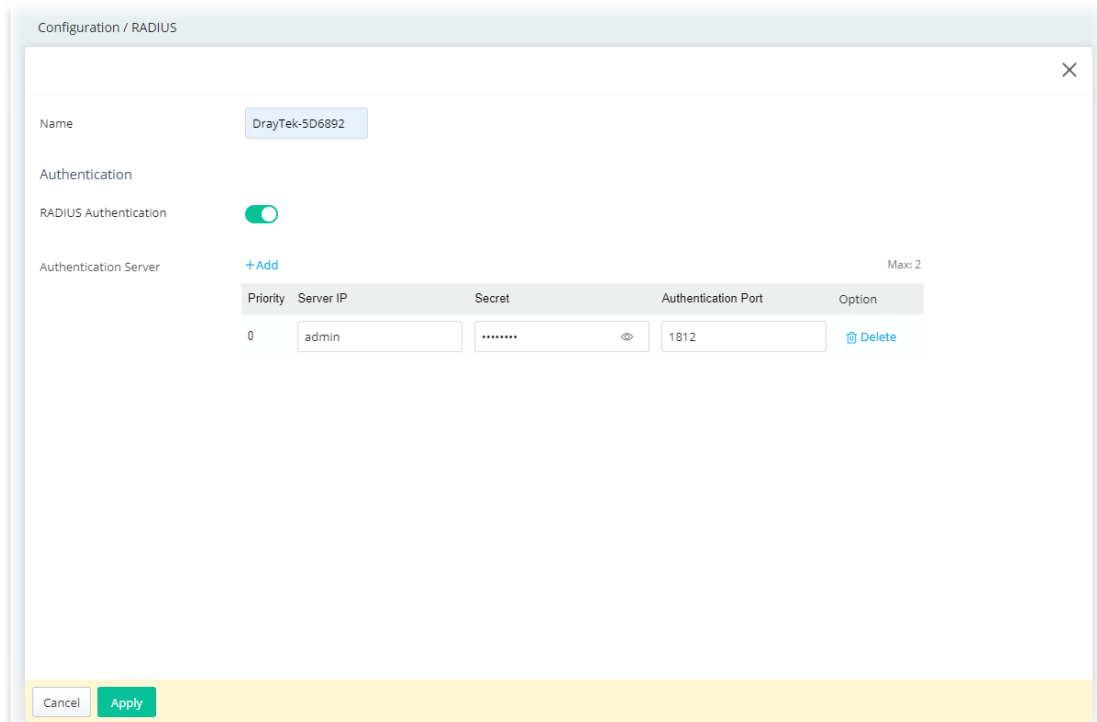 Configuration / RADIUS
Name DrayTek-5D6892
Authentication
RADIUS Authentication
Authentication Server +Add Max: 2
Priority Server IP Secret Authentication Port Option
0 admin •••••••• 1812 Delete
Cancel Apply